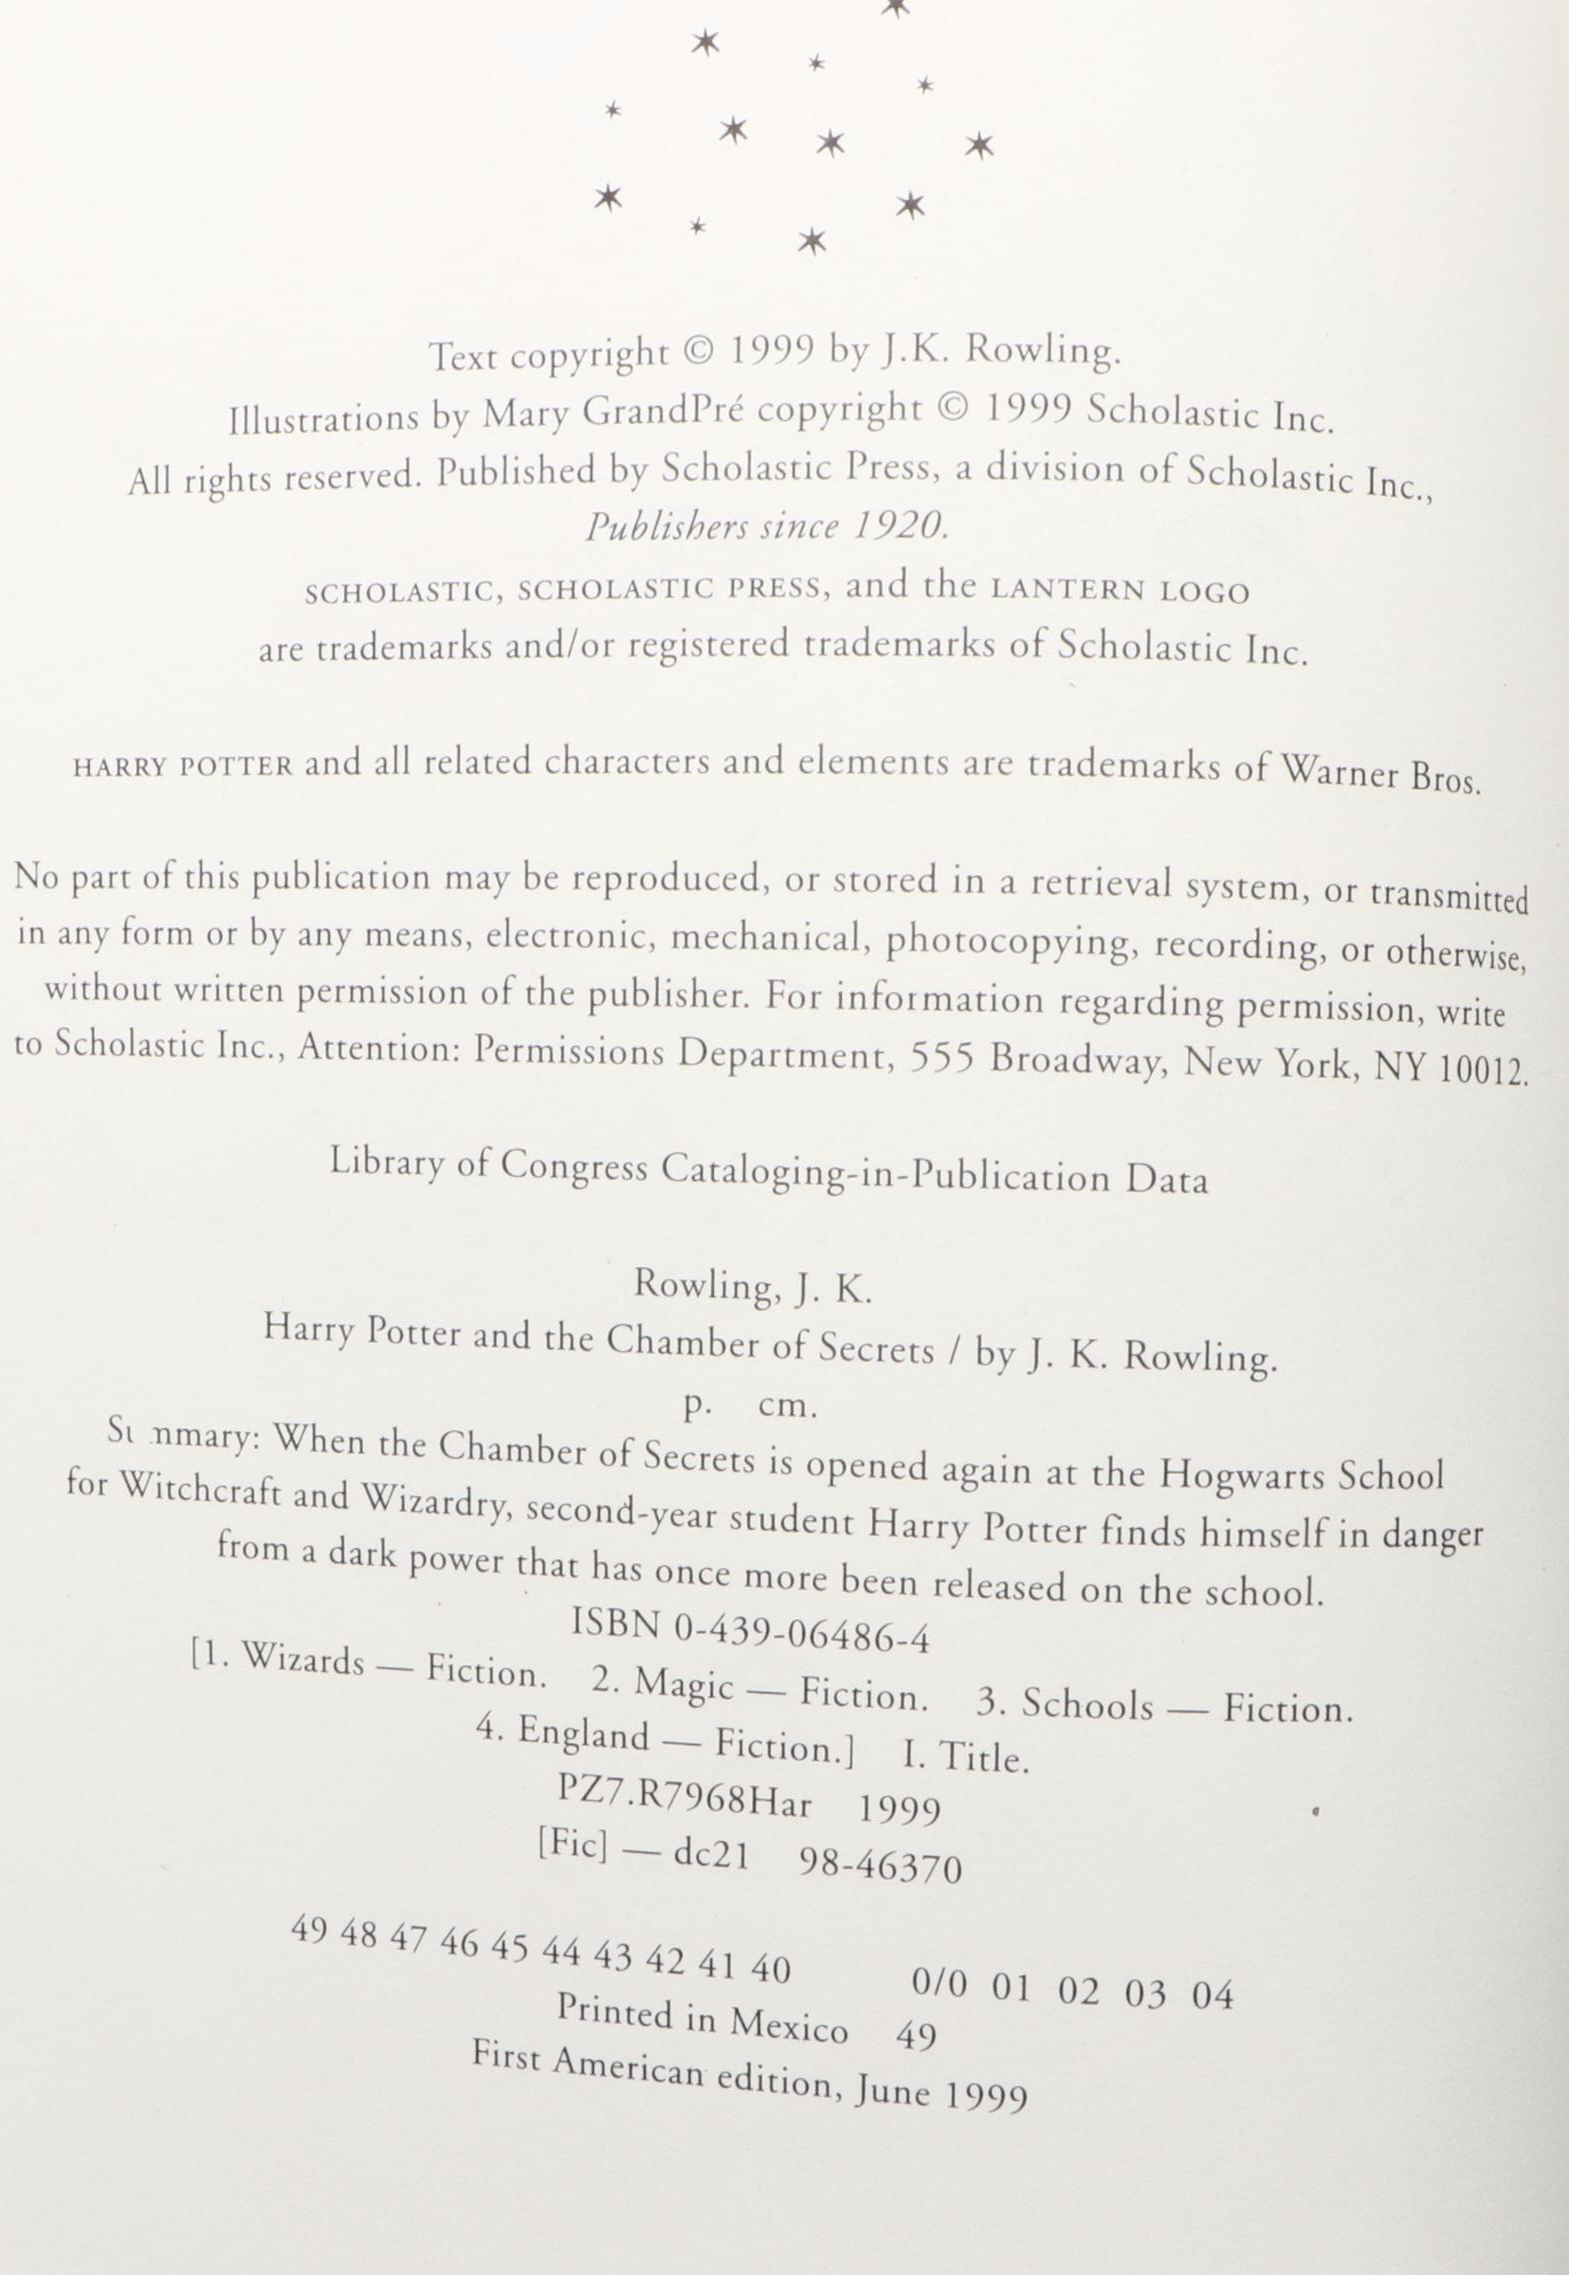 Text copyright © 1999 by J.K. Rowling.
Illustrations by Mary GrandPré copyright © 1999 Scholastic Inc.
All rights reserved. Published by Scholastic Press, a division of Scholastic Inc.,
Publishers since 1920.
SCHOLASTIC, SCHOLASTIC PRESS, and the LANTERN LOGO
are trademarks and/or registered trademarks of Scholastic Inc.
HARRY POTTER and all related characters and elements are trademarks of Warner Bros.
No part of this publication may be reproduced, or stored in a retrieval system, or transmitted
in any form or by any means, electronic, mechanical, photocopying, recording, or otherwise,
without written permission of the publisher. For information regarding permission, write
to Scholastic Inc., Attention: Permissions Department, 555 Broadway, New York, NY 10012.
Library of Congress Cataloging-in-Publication Data
Rowling, J. K.
Harry Potter and the Chamber of Secrets / by J. K. Rowling.
p. cm.
Summary: When the Chamber of Secrets is opened again at the Hogwarts School
for Witchcraft and Wizardry, second-year student Harry Potter finds himself in danger
from a dark power that has once more been released on the school.
ISBN 0-439-06486-4
[1. Wizards — Fiction. 2. Magic — Fiction. 3. Schools — Fiction.
4. England — Fiction.] I. Title.
PZ7.R7968Har 1999
[Fic] — dc21 98-46370
49 48 47 46 45 44 43 42 41 40 0/0 01 02 03 04
Printed in Mexico 49
First American edition, June 1999